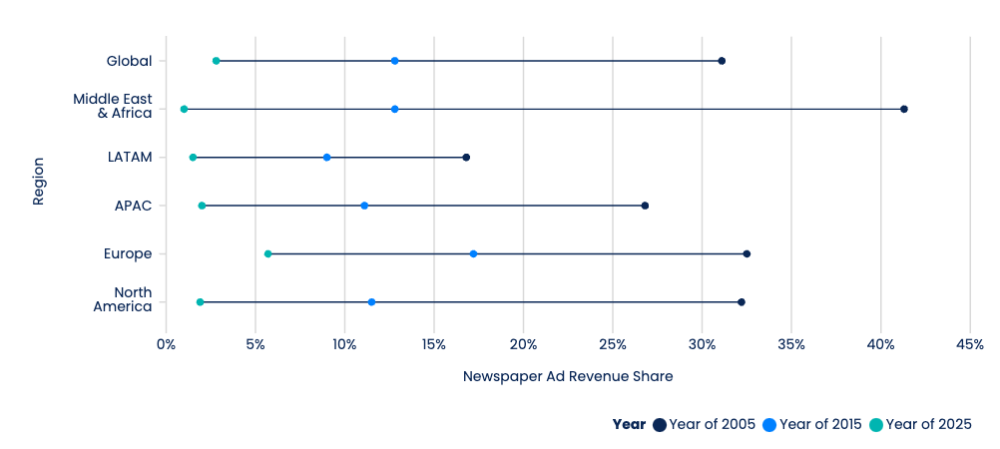 Global
Middle East
& Africa
LATAM
APAC
Europe
North
America
Region
0% 5% 10% 15% 20% 25% 30% 35% 40% 45%
Newspaper Ad Revenue Share
Year Year of 2005 Year of 2015 Year of 2025